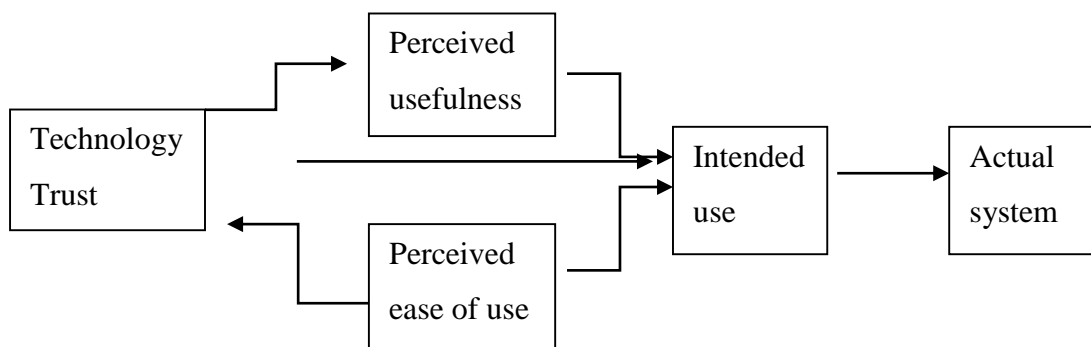 Technology
Trust
Perceived
usefulness
Perceived
ease of use
Intended
use
Actual
system